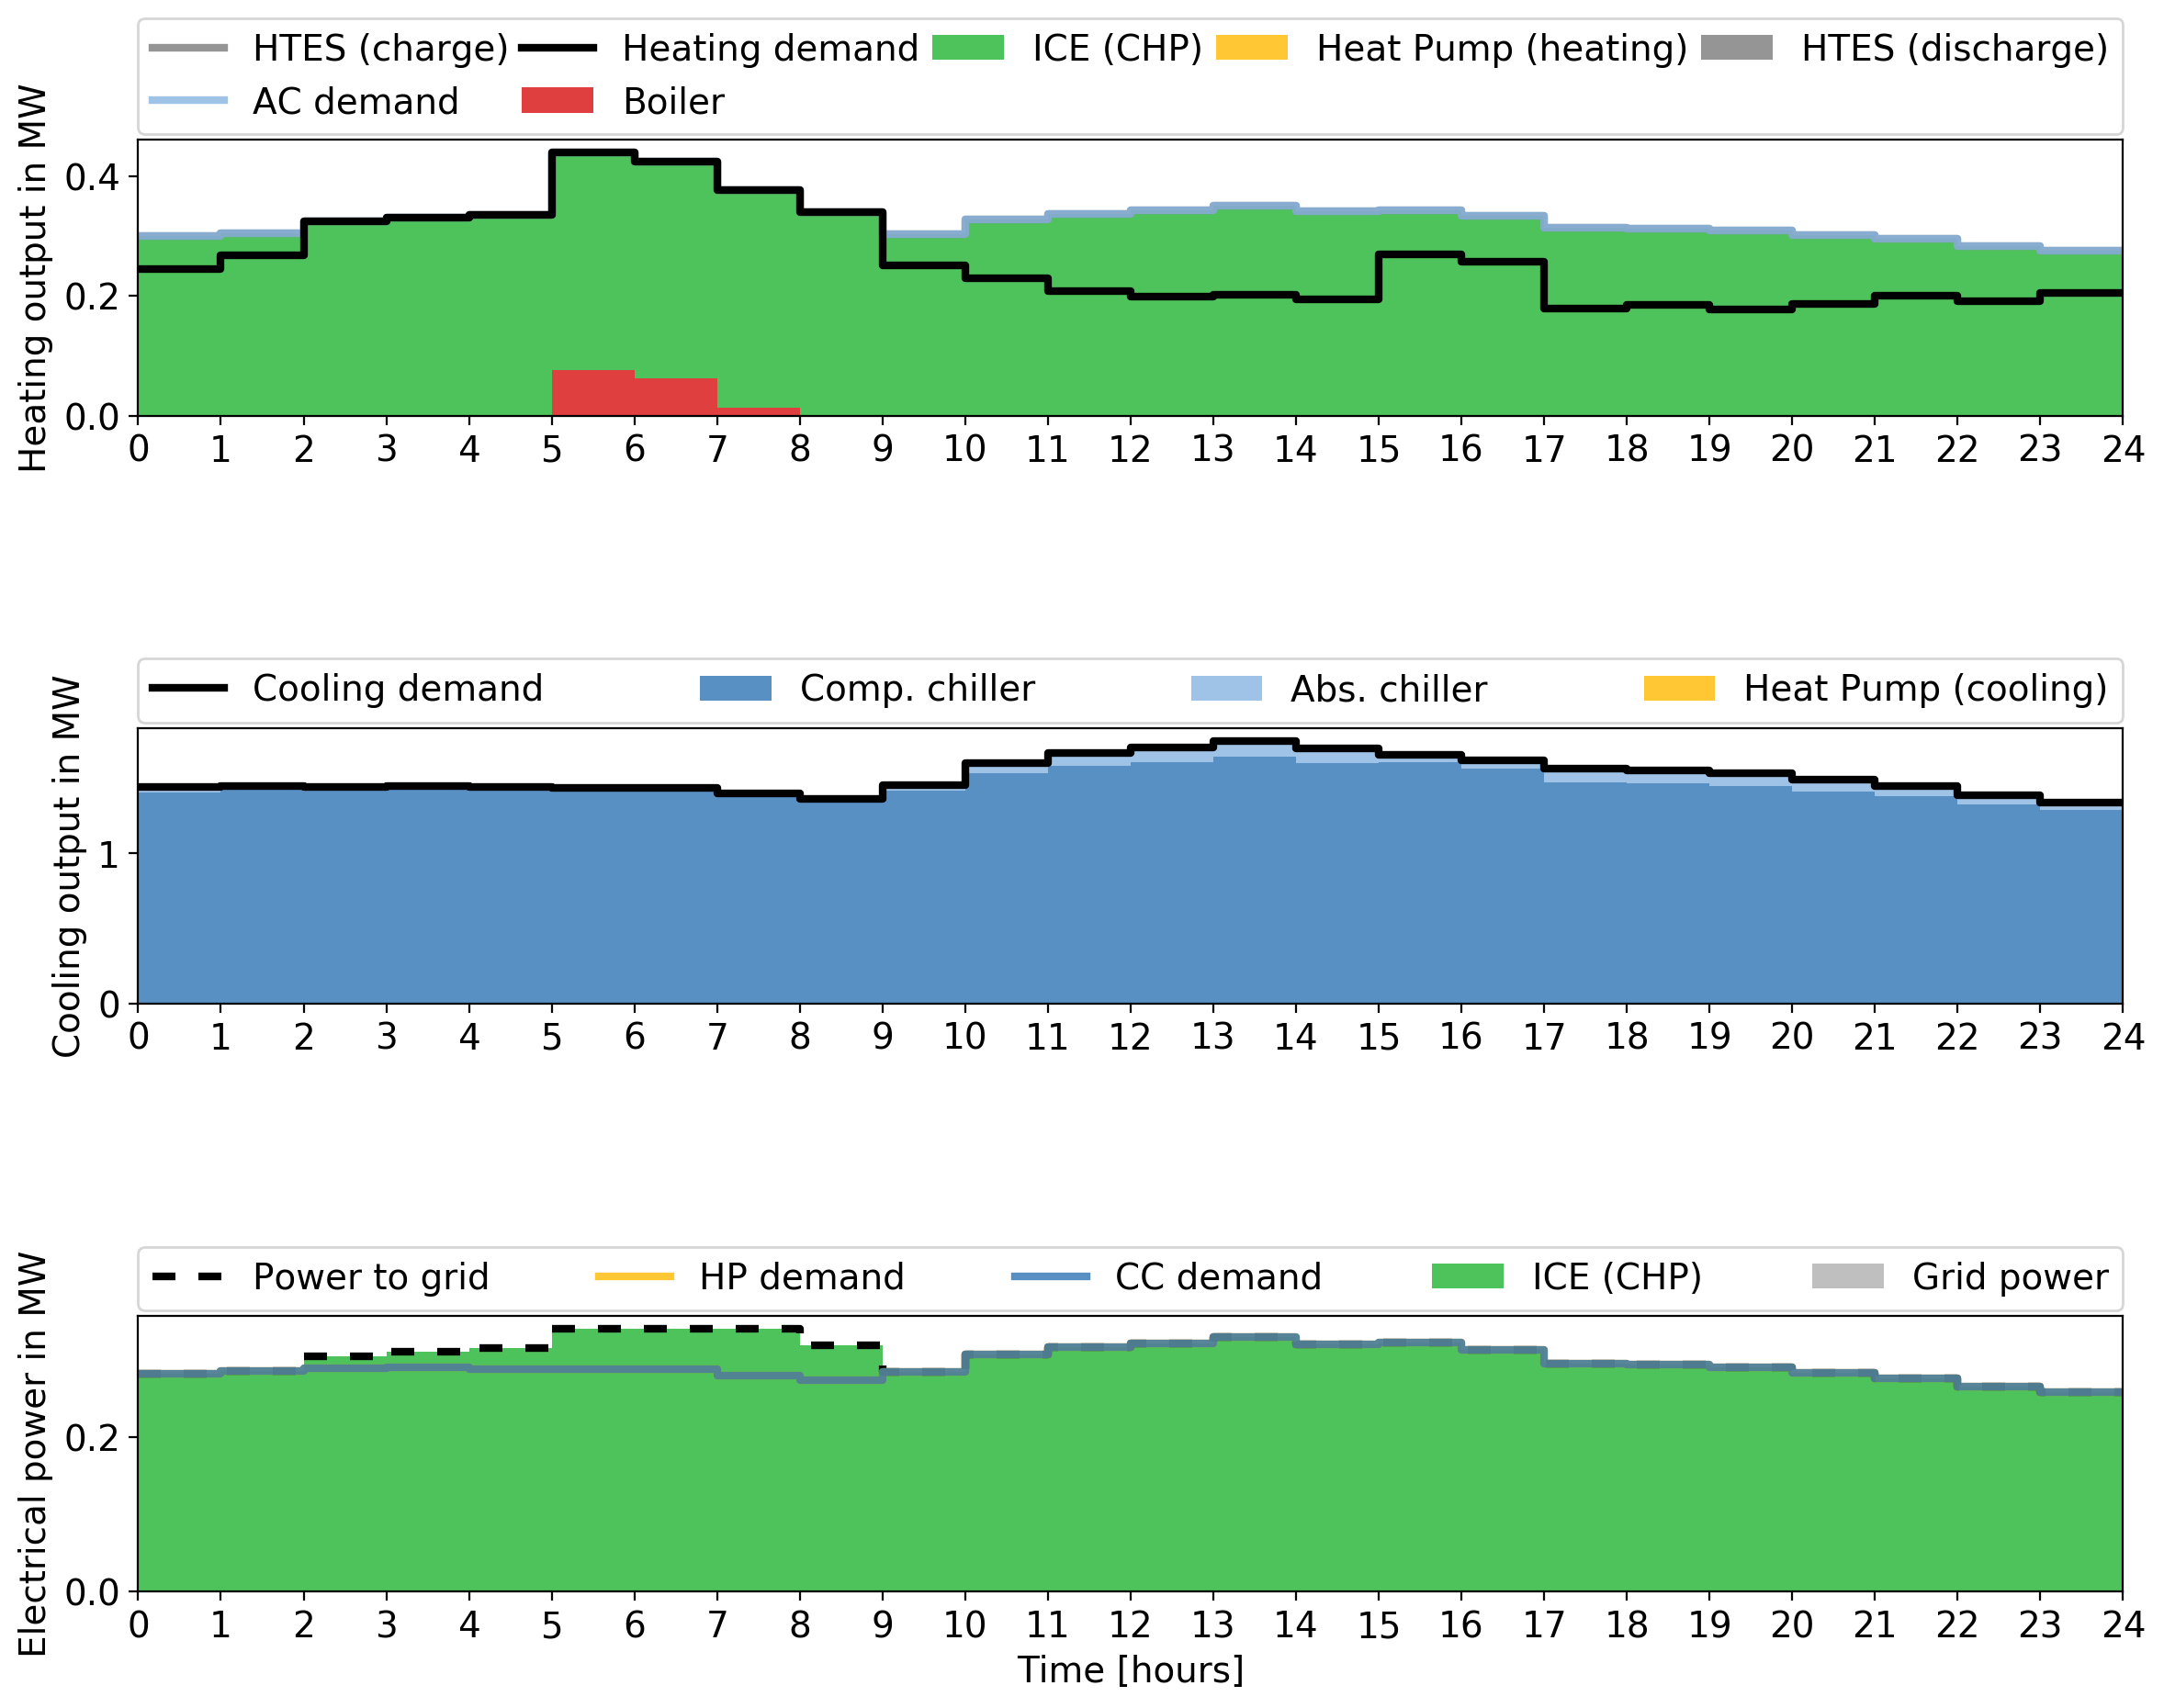 HTES (charge) Heating demand ICE (CHP) Heat Pump (heating) HTES (discharge)
AC demand Boiler
Heating output in MW
0.4
0.2
0.0
0 1 2 3 4 5 6 7 8 9 10 11 12 13 14 15 16 17 18 19 20 21 22 23 24
Cooling demand Comp. chiller Abs. chiller Heat Pump (cooling)
Cooling output in MW
1
0
0 1 2 3 4 5 6 7 8 9 10 11 12 13 14 15 16 17 18 19 20 21 22 23 24
Power to grid HP demand CC demand ICE (CHP) Grid power
Electrical power in MW
0.2
0.0
0 1 2 3 4 5 6 7 8 9 10 11 12 13 14 15 16 17 18 19 20 21 22 23 24
Time [hours]